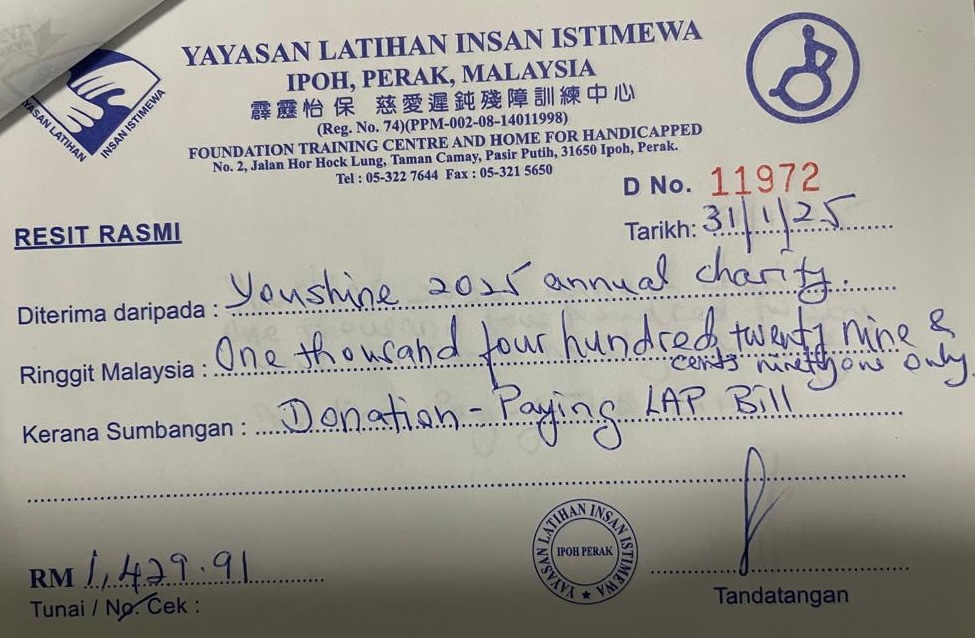 YAYASAN LATIHAN INSAN ISTIMEWA
YAYASAN LATIHAN INSAN ISTIMEWA
IPOH, PERAK, MALAYSIA
霹靂怡保 慈愛遲鈍殘障訓練中心
(Reg. No. 74)(PPM-002-08-14011998)
FOUNDATION TRAINING CENTRE AND HOME FOR HANDICAPPED
No. 2, Jalan Hor Hock Lung, Taman Camay, Pasir Putih, 31650 Ipoh, Perak.
Tel : 05-322 7644 Fax : 05-321 5650
D No. 11972
RESIT RASMI
Tarikh: 31/1/25
Diterima daripada : Youshine 2025 annual charity.
Ringgit Malaysia : One thousand four hundred twenty nine &
cents ninety one only
Kerana Sumbangan : Donation - Paying LAP Bill
YAYASAN LATIHAN INSAN ISTIMEWA
IPOH PERAK
RM 1,429.91
Tunai / No. Cek :
Tandatangan